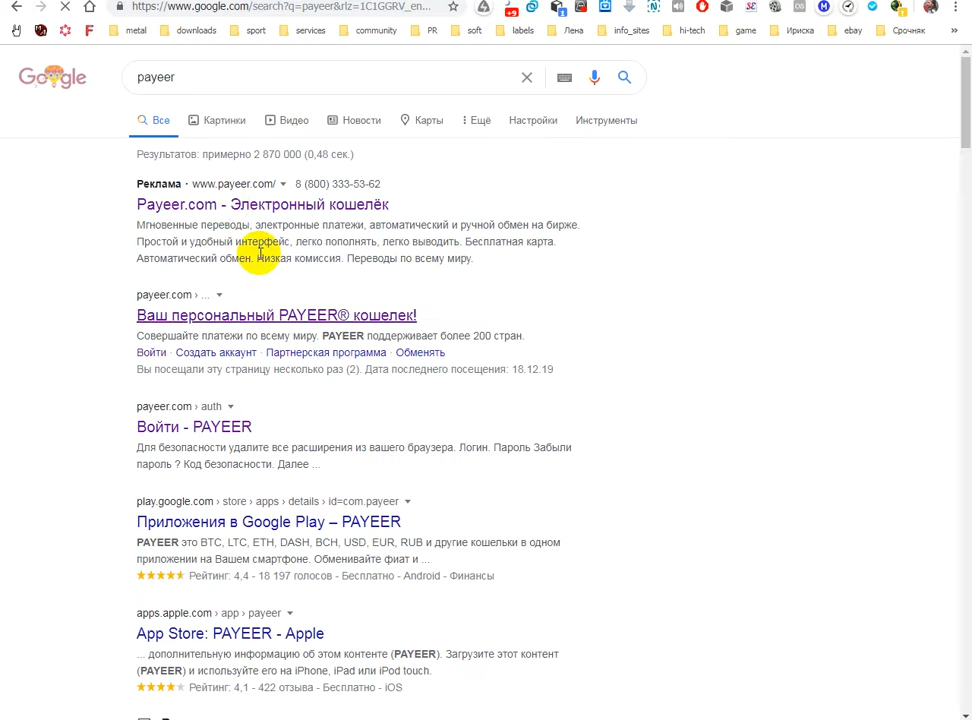 https://www.google.com/search?q=payeer&rlz=1C1GGRV_en...
metal downloads sport services community PR soft labels Лена info_sites hi-tech game Ириска ebay Срочняк »
Google
payeer
Все Картинки Видео Новости Карты Ещё Настройки Инструменты
Результатов: примерно 2 870 000 (0,48 сек.)
Реклама · www.payeer.com/ 8 (800) 333-53-62
Payeer.com - Электронный кошелёк
Мгновенные переводы, электронные платежи, автоматический и ручной обмен на бирже.
Простой и удобный интерфейс, легко пополнять, легко выводить. Бесплатная карта.
Автоматический обмен. Низкая комиссия. Переводы по всему миру.
payeer.com › ...
Ваш персональный PAYEER® кошелек!
Совершайте платежи по всему миру. PAYEER поддерживает более 200 стран.
Войти · Создать аккаунт · Партнерская программа · Обменять
Вы посещали эту страницу несколько раз (2). Дата последнего посещения: 18.12.19
payeer.com › auth
Войти - PAYEER
Для безопасности удалите все расширения из вашего браузера. Логин. Пароль Забыли
пароль ? Код безопасности. Далее ...
play.google.com › store › apps › details › id=com.payeer
Приложения в Google Play – PAYEER
PAYEER это BTC, LTC, ETH, DASH, BCH, USD, EUR, RUB и другие кошельки в одном
приложении на Вашем смартфоне. Обменивайте фиат и ...
Рейтинг: 4,4 - 18 197 голосов - Бесплатно - Android - Финансы
apps.apple.com › app › payeer
App Store: PAYEER - Apple
... дополнительную информацию об этом контенте (PAYEER). Загрузите этот контент
(PAYEER) и используйте его на iPhone, iPad или iPod touch.
Рейтинг: 4,1 - 422 отзыва - Бесплатно - iOS